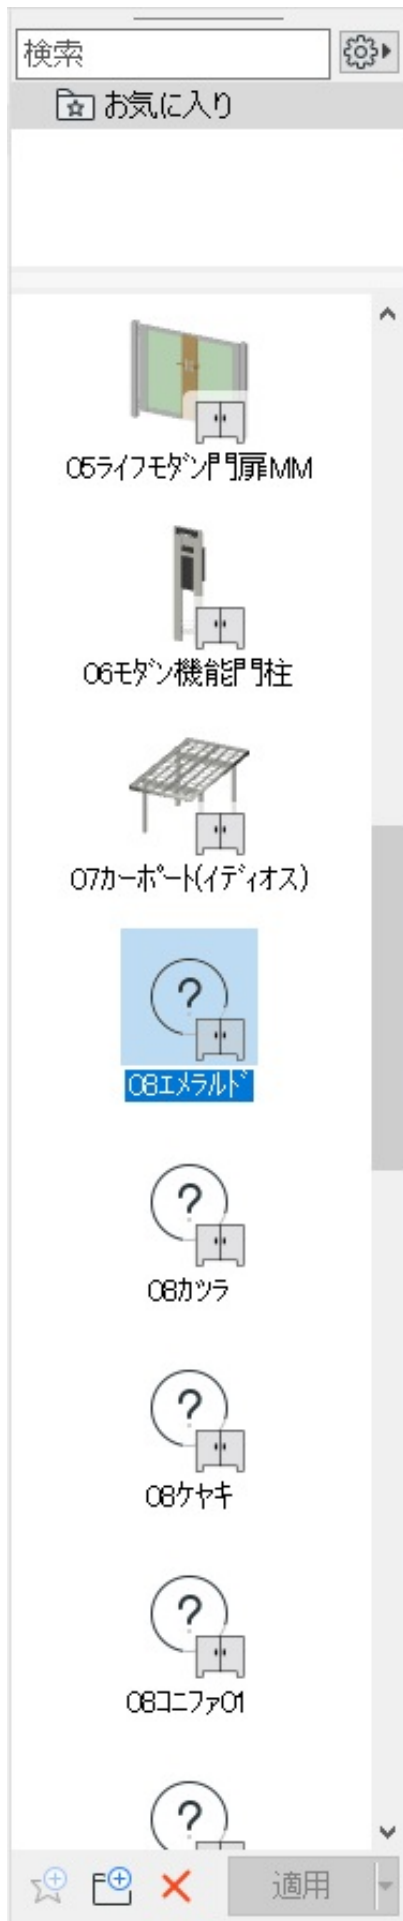 検索
お気に入り
05ライフモダン門扉MM
06モダン機能門柱
07カーポート(イディオス)
08エメラルド
08カツラ
08ケヤキ
08コニファ01
適用